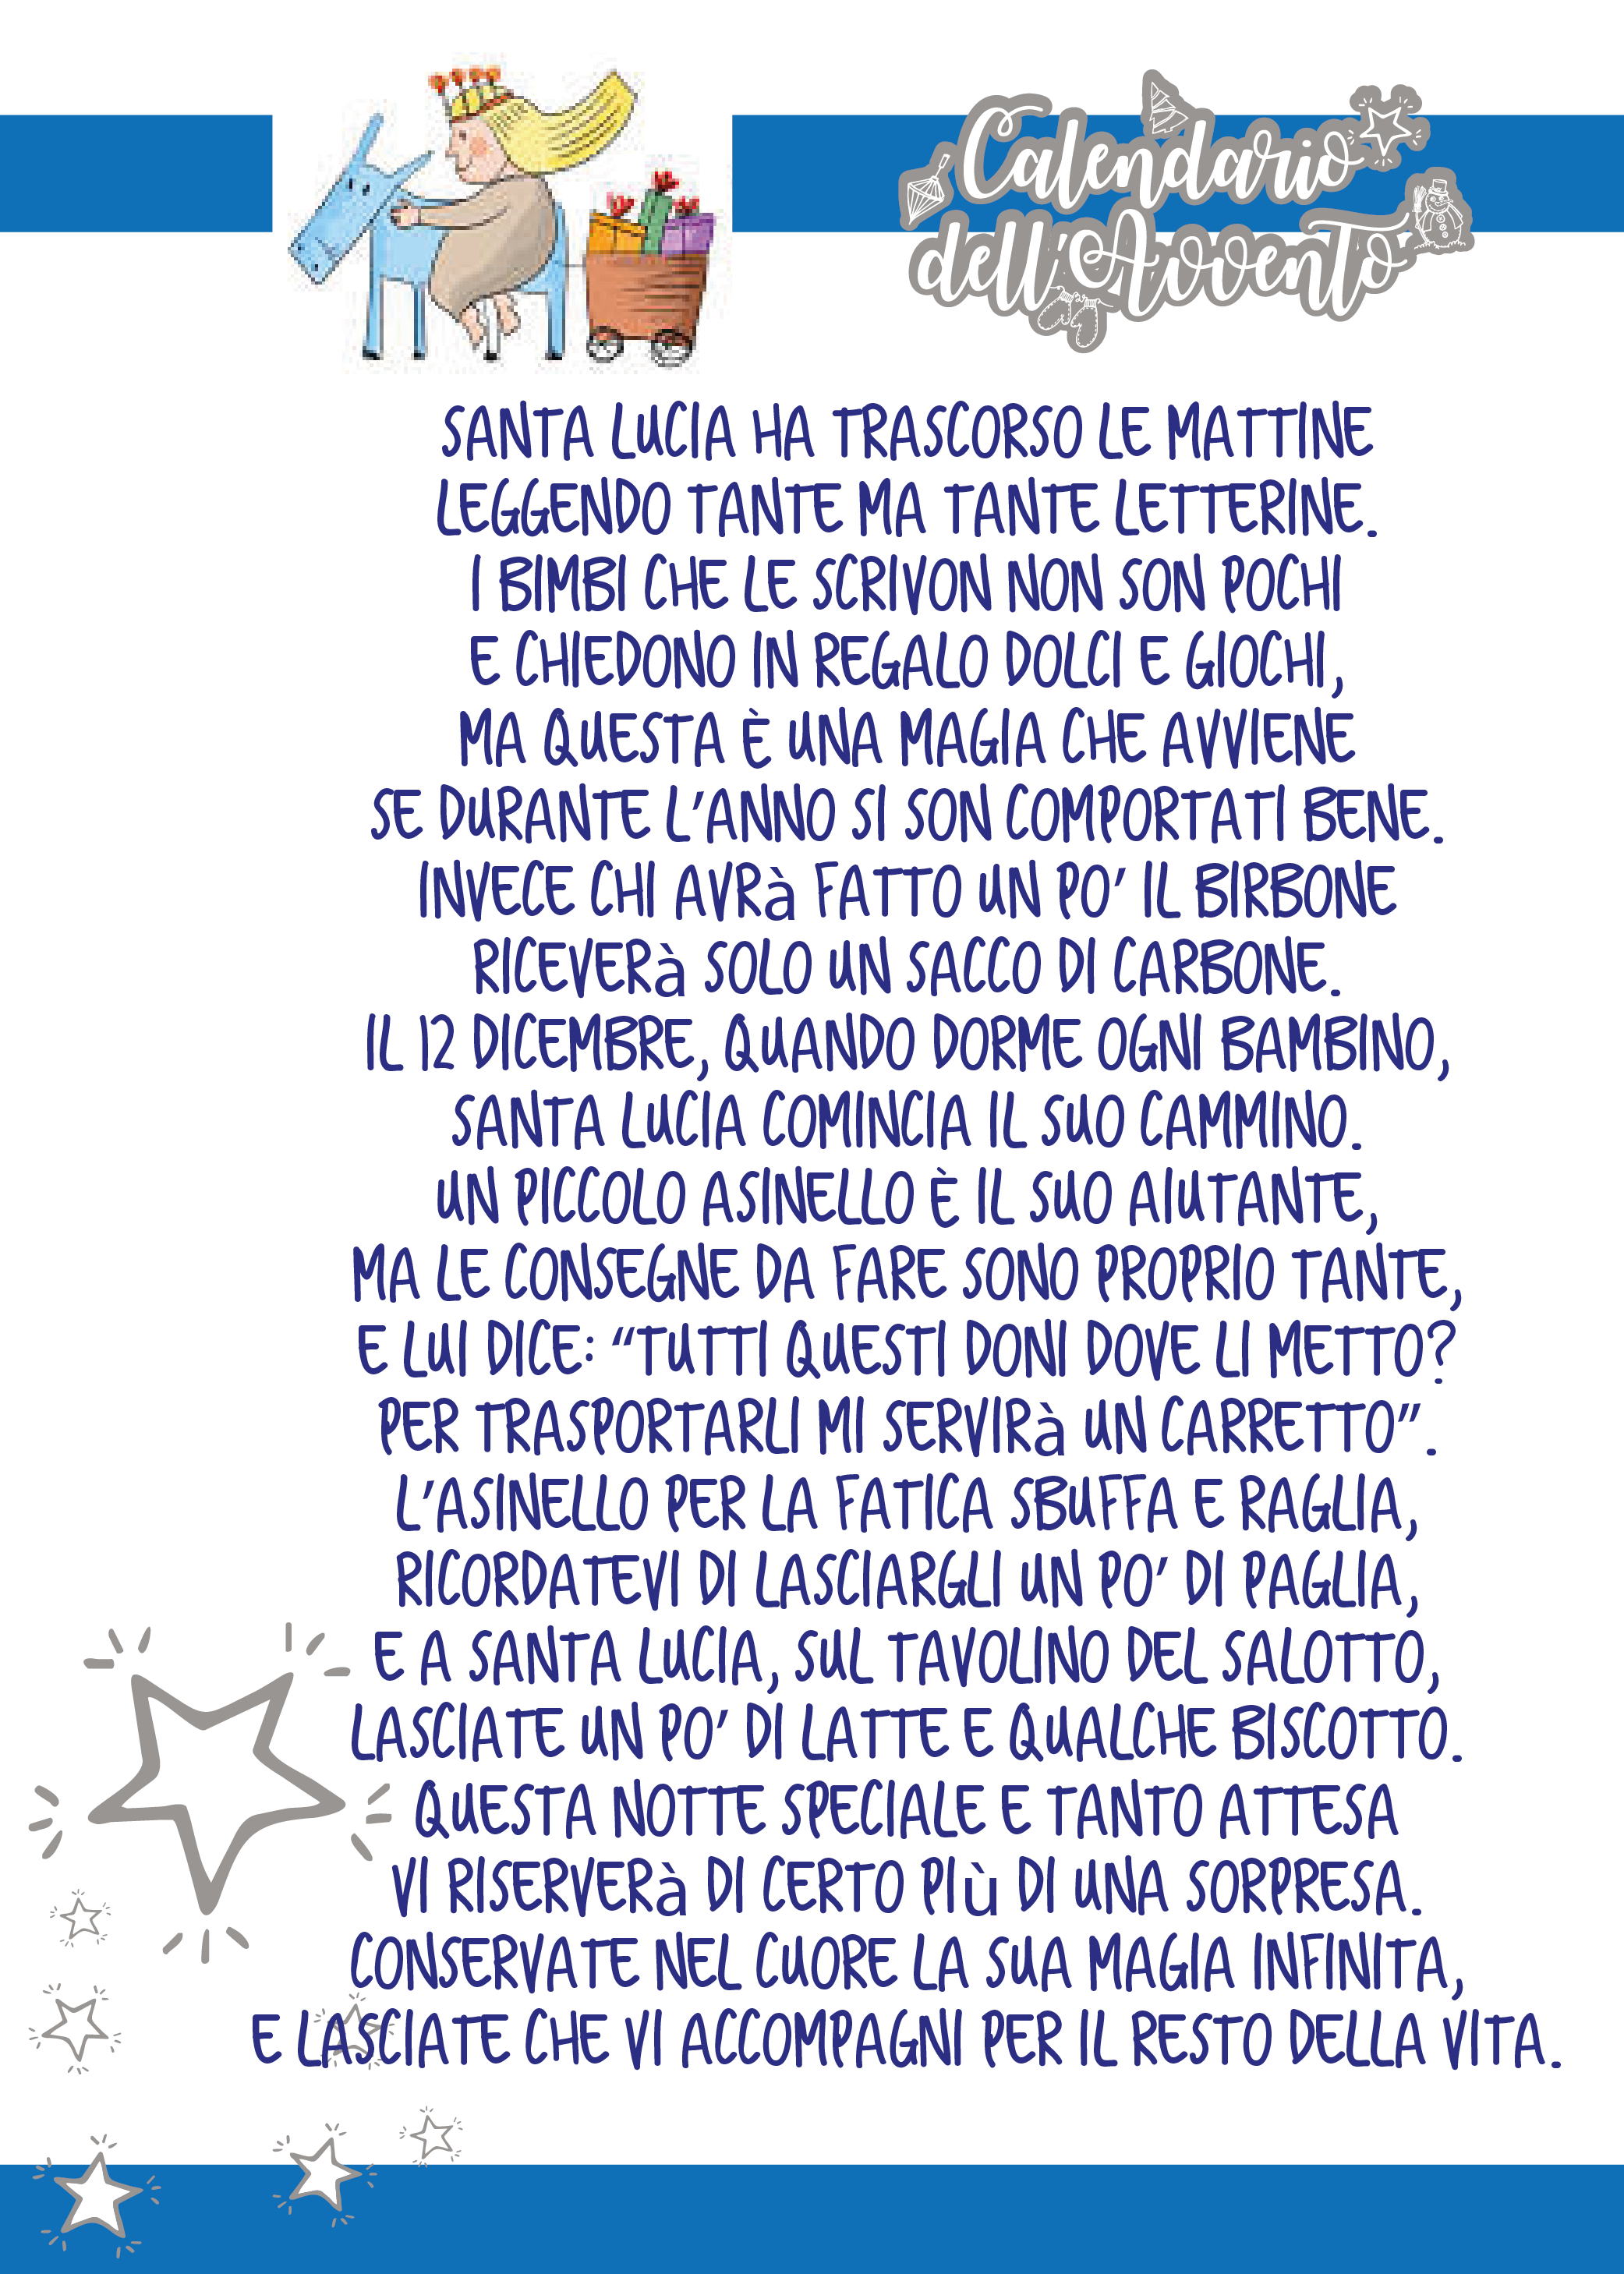 Calendario
dell'Avvento
SANTA LUCIA HA TRASCORSO LE MATTINE
LEGGENDO TANTE MA TANTE LETTERINE.
I BIMBI CHE LE SCRIVON NON SON POCHI
E CHIEDONO IN REGALO DOLCI E GIOCHI,
MA QUESTA È UNA MAGIA CHE AVVIENE
SE DURANTE L’ANNO SI SON COMPORTATI BENE.
INVECE CHI AVRà FATTO UN PO’ IL BIRBONE
RICEVERà SOLO UN SACCO DI CARBONE.
IL 12 DICEMBRE, QUANDO DORME OGNI BAMBINO,
SANTA LUCIA COMINCIA IL SUO CAMMINO.
UN PICCOLO ASINELLO È IL SUO AIUTANTE,
MA LE CONSEGNE DA FARE SONO PROPRIO TANTE,
E LUI DICE: “TUTTI QUESTI DONI DOVE LI METTO?
PER TRASPORTARLI MI SERVIRà UN CARRETTO”.
L’ASINELLO PER LA FATICA SBUFFA E RAGLIA,
RICORDATEVI DI LASCIARGLI UN PO’ DI PAGLIA,
E A SANTA LUCIA, SUL TAVOLINO DEL SALOTTO,
LASCIATE UN PO’ DI LATTE E QUALCHE BISCOTTO.
QUESTA NOTTE SPECIALE E TANTO ATTESA
VI RISERVERà DI CERTO PIù DI UNA SORPRESA.
CONSERVATE NEL CUORE LA SUA MAGIA INFINITA,
E LASCIATE CHE VI ACCOMPAGNI PER IL RESTO DELLA VITA.